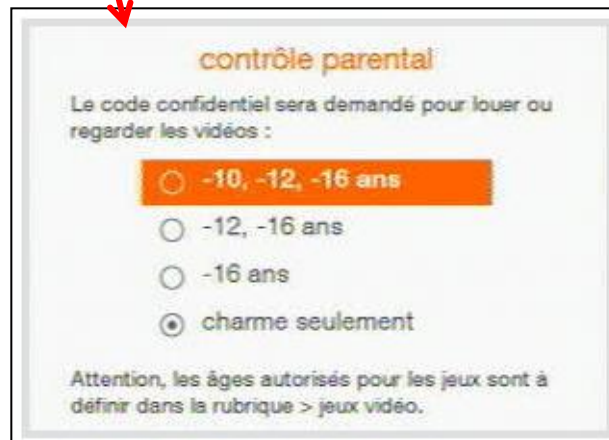 contrôle parental
Le code confidentiel sera demandé pour louer ou
regarder les vidéos :
-10, -12, -16 ans
-12, -16 ans
-16 ans
charme seulement
Attention, les âges autorisés pour les jeux sont à
définir dans la rubrique > jeux vidéo.